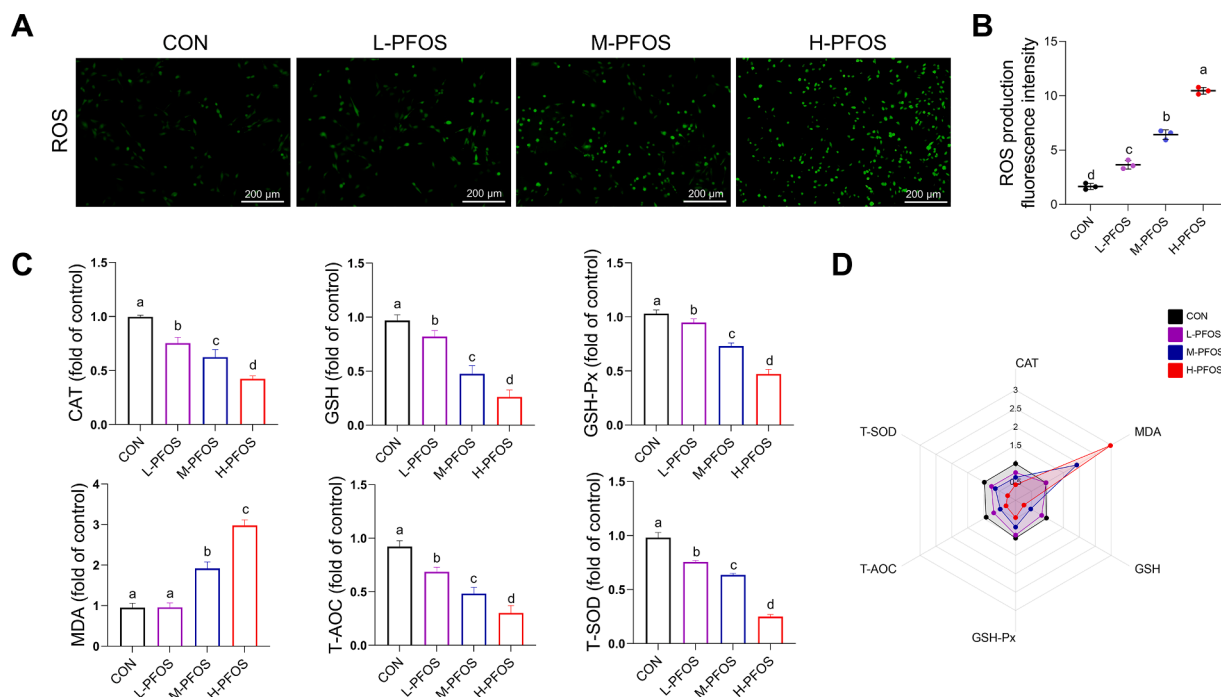 A
CON
L-PFOS
M-PFOS
H-PFOS
ROS
200 µm
200 µm
200 µm
200 µm
B
ROS production
fluorescence intensity
15
10
5
0
d
c
b
a
CON
L-PFOS
M-PFOS
H-PFOS
C
CAT (fold of control)
1.5
1.0
0.5
0.0
a
b
c
d
CON
L-PFOS
M-PFOS
H-PFOS
GSH (fold of control)
1.5
1.0
0.5
0.0
a
b
c
d
CON
L-PFOS
M-PFOS
H-PFOS
GSH-Px (fold of control)
1.5
1.0
0.5
0.0
a
b
c
d
CON
L-PFOS
M-PFOS
H-PFOS
MDA (fold of control)
4
3
2
1
0
a
a
b
c
CON
L-PFOS
M-PFOS
H-PFOS
T-AOC (fold of control)
1.5
1.0
0.5
0.0
a
b
c
d
CON
L-PFOS
M-PFOS
H-PFOS
T-SOD (fold of control)
1.5
1.0
0.5
0.0
a
b
c
d
CON
L-PFOS
M-PFOS
H-PFOS
D
CON
L-PFOS
M-PFOS
H-PFOS
CAT
MDA
GSH
GSH-Px
T-AOC
T-SOD
3
2.5
2
1.5
0.5